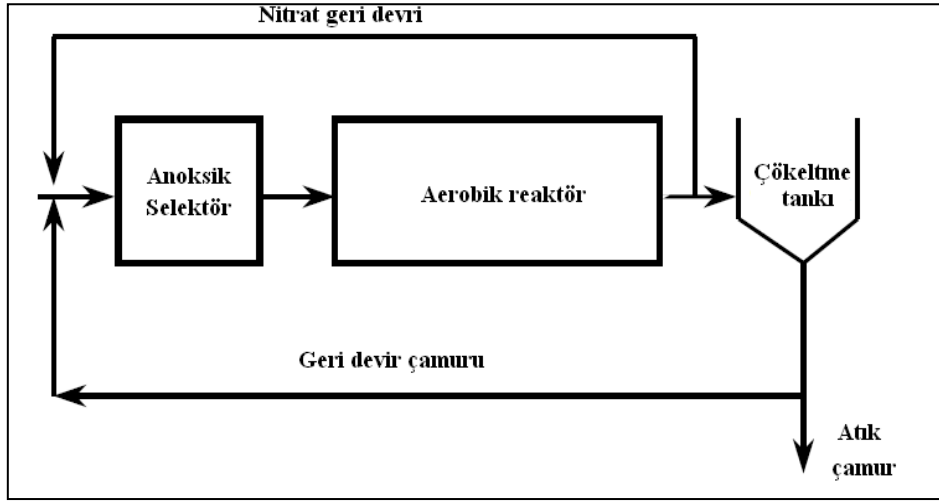 Nitrat geri devri
Anoksik
Selektör
Aerobik reaktör
Çökeltme
tankı
Geri devir çamuru
Atık
çamur